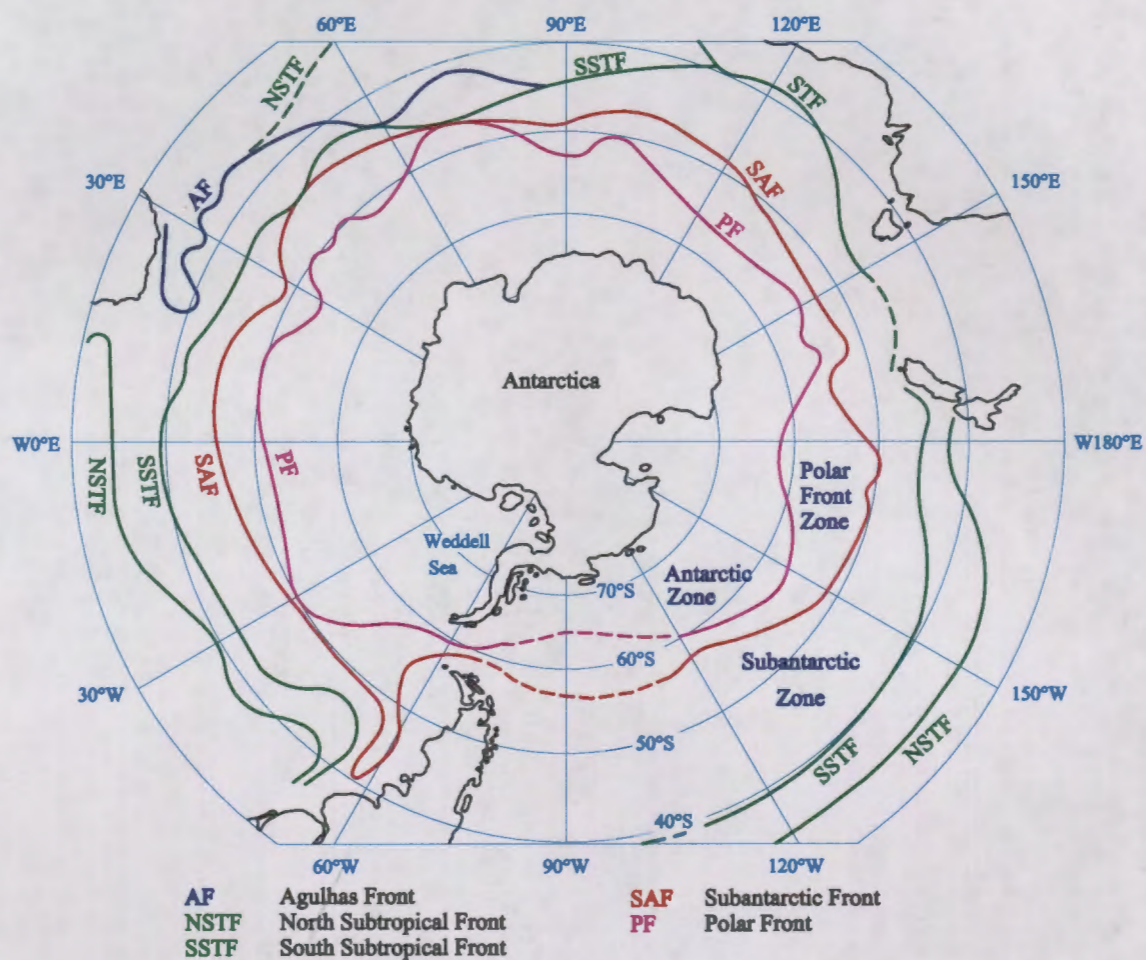 60°E
90°E
120°E
NSTF
SSTF
STF
30°E
AF
SAF
150°E
PF
Antarctica
W0°E
W180°E
NSTF
SSTF
SAF
PF
Polar
Front
Zone
Weddell
Sea
Antarctic
Zone
70°S
60°S
Subantarctic
Zone
30°W
150°W
50°S
SSTF
NSTF
40°S
60°W
90°W
120°W
AF Agulhas Front
NSTF North Subtropical Front
SSTF South Subtropical Front
SAF Subantarctic Front
PF Polar Front